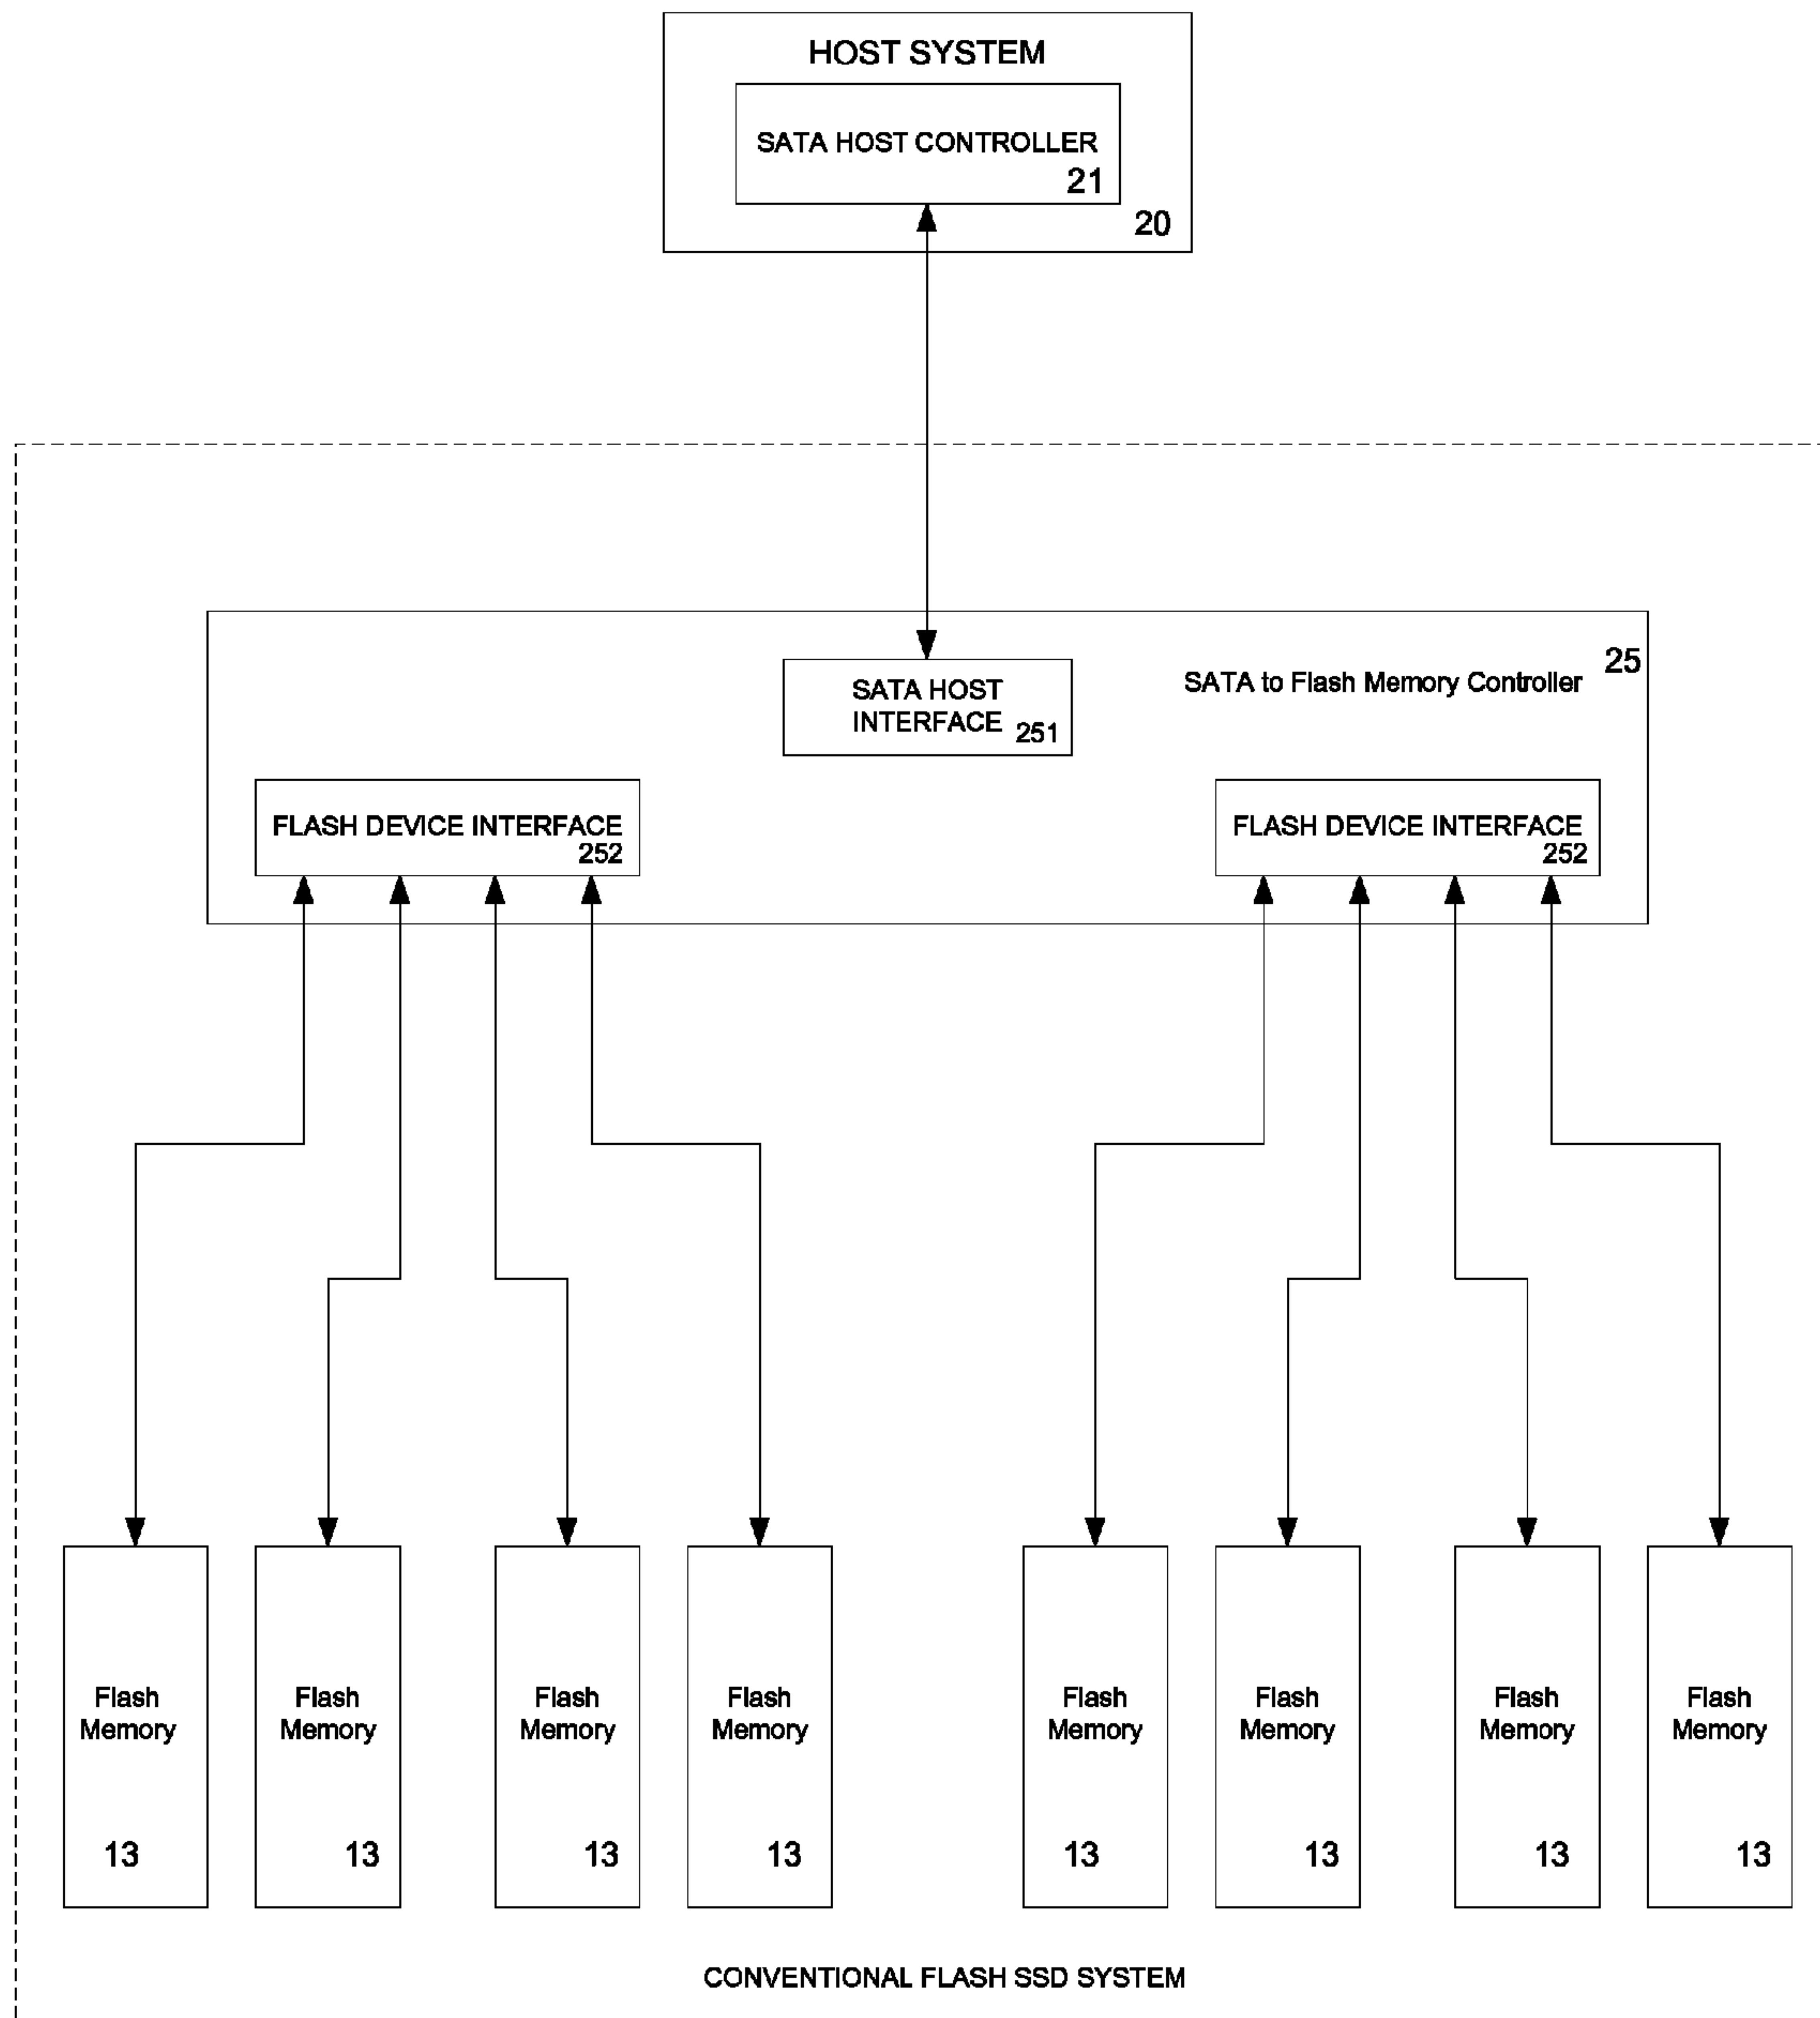 HOST SYSTEM
SATA HOST CONTROLLER
21
20
SATA HOST
INTERFACE
251
SATA to Flash Memory Controller
25
FLASH DEVICE INTERFACE
252
FLASH DEVICE INTERFACE
252
Flash
Memory
13
Flash
Memory
13
Flash
Memory
13
Flash
Memory
13
Flash
Memory
13
Flash
Memory
13
Flash
Memory
13
Flash
Memory
13
CONVENTIONAL FLASH SSD SYSTEM